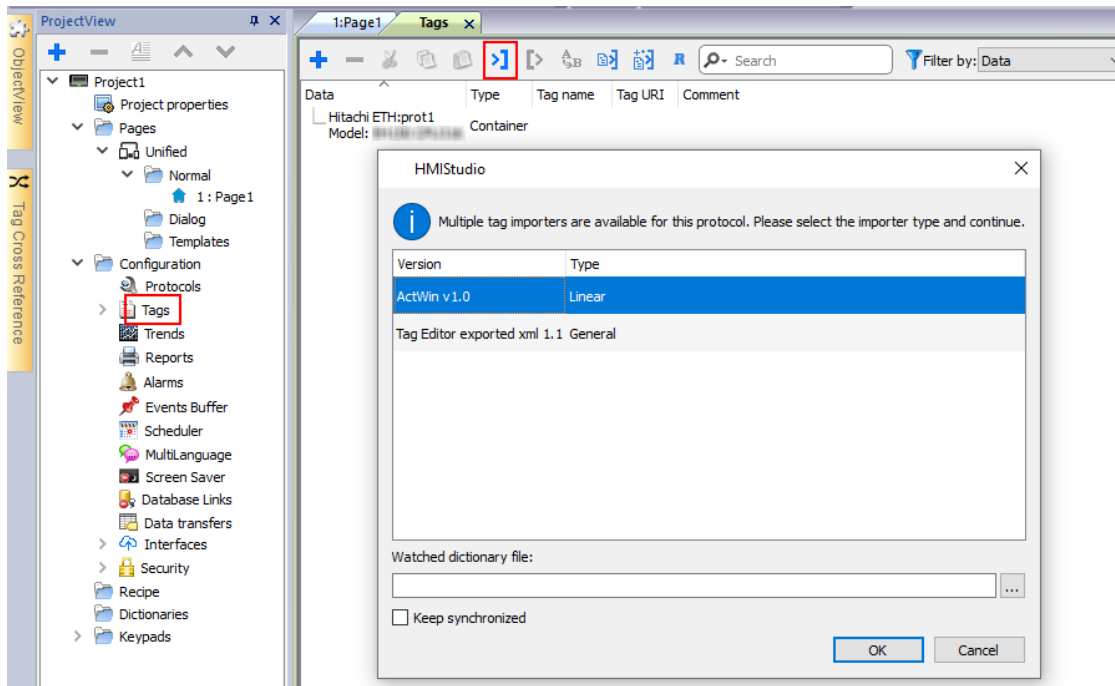 ObjectView
Tag Cross Reference
ProjectView
Project1
Project properties
Pages
Unified
Normal
1 : Page1
Dialog
Templates
Configuration
Protocols
Tags
Trends
Reports
Alarms
Events Buffer
Scheduler
MultiLanguage
Screen Saver
Database Links
Data transfers
Interfaces
Security
Recipe
Dictionaries
Keypads
1:Page1 Tags
Search Filter by: Data
Data Type Tag name Tag URI Comment
Hitachi ETH:prot1
Model: Container
HMIStudio
Multiple tag importers are available for this protocol. Please select the importer type and continue.
Version Type
ActWin v1.0 Linear
Tag Editor exported xml 1.1 General
Watched dictionary file:
...
Keep synchronized
OK Cancel